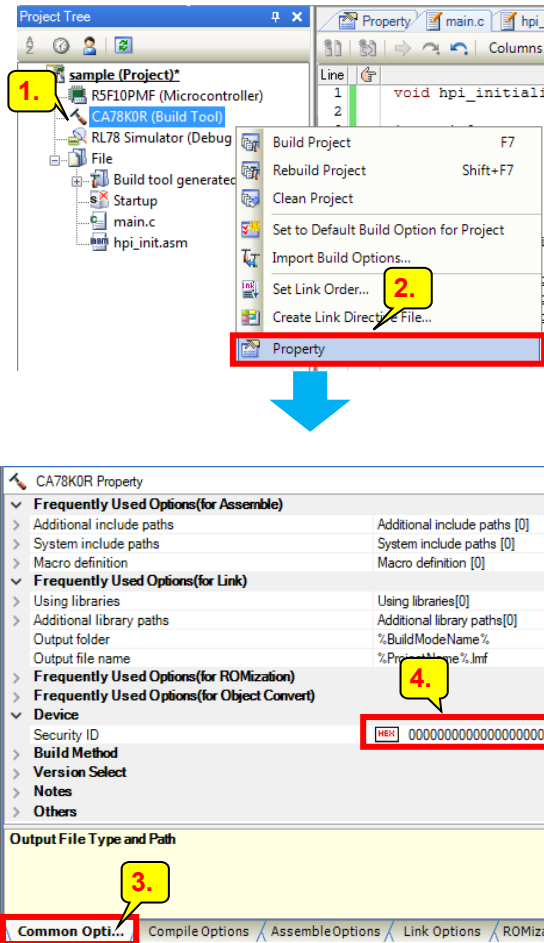 Project Tree
Property main.c hpi_
Columns
sample (Project)*
Line
1.
R5F10PMF (Microcontroller)
1 void hpi_initiali
CA78K0R (Build Tool)
2
RL78 Simulator (Debug
File
Build tool generated
Startup
main.c
hpi_init.asm
Build Project F7
Rebuild Project Shift+F7
Clean Project
Set to Default Build Option for Project
Import Build Options...
Set Link Order...
2.
Create Link Directive File...
Property
CA78K0R Property
Frequently Used Options(for Assemble)
Additional include paths Additional include paths [0]
System include paths System include paths [0]
Macro definition Macro definition [0]
Frequently Used Options(for Link)
Using libraries Using libraries[0]
Additional library paths Additional library paths[0]
Output folder %BuildModeName%
Output file name %ProjectName%.lmf
4.
Frequently Used Options(for ROMization)
Frequently Used Options(for Object Convert)
Device
Security ID HEX 00000000000000000000
Build Method
Version Select
Notes
Others
Output File Type and Path
3.
Common Opti... Compile Options Assemble Options Link Options ROMiza